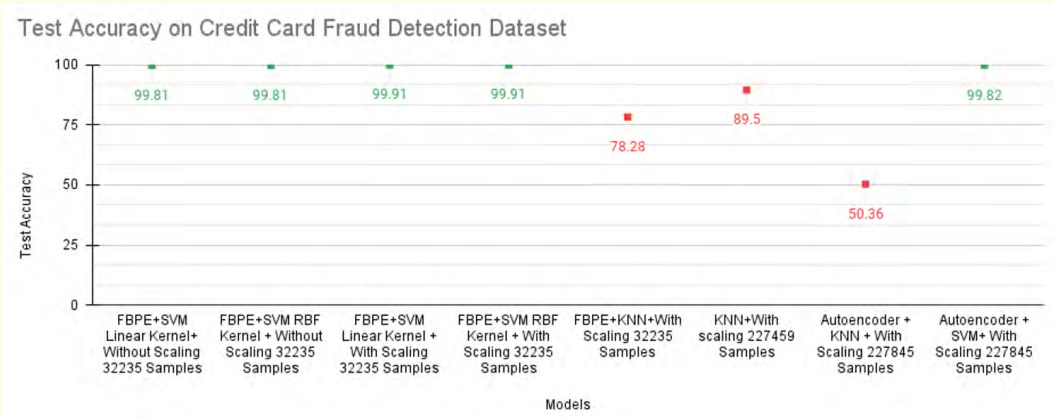 Test Accuracy on Credit Card Fraud Detection Dataset
100
75
50
25
0
Test Accuracy
99.81
99.81
99.91
99.91
78.28
89.5
50.36
99.82
FBPE+SVM
Linear Kernel+
Without Scaling
32235 Samples
FBPE+SVM RBF
Kernel + Without
Scaling 32235
Samples
FBPE+SVM
Linear Kernel +
With Scaling
32235 Samples
FBPE+SVM RBF
Kernel + With
Scaling 32235
Samples
FBPE+KNN+With
Scaling 32235
Samples
KNN+With
scaling 227459
Samples
Autoencoder +
KNN + With
Scaling 227845
Samples
Autoencoder +
SVM+ With
Scaling 227845
Samples
Models